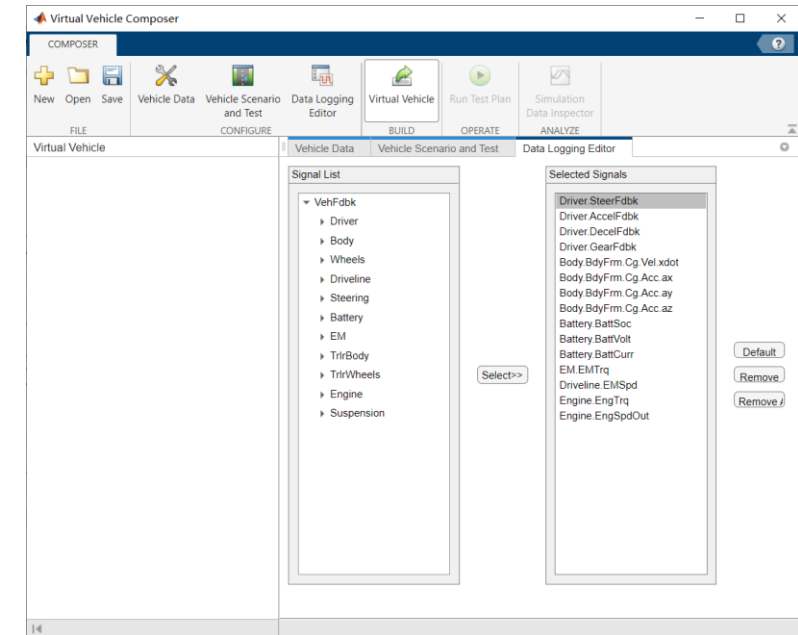 Virtual Vehicle Composer
COMPOSER
New Open Save Vehicle Data Vehicle Scenario and Test Data Logging Editor Virtual Vehicle Run Test Plan Simulation Data Inspector
FILE CONFIGURE BUILD OPERATE ANALYZE
Virtual Vehicle
Vehicle Data Vehicle Scenario and Test Data Logging Editor
Signal List
VehFdbk
Driver
Body
Wheels
Driveline
Steering
Battery
EM
TrlrBody
TrlrWheels
Engine
Suspension
Select>>
Selected Signals
Driver.SteerFdbk
Driver.AccelFdbk
Driver.DecelFdbk
Driver.GearFdbk
Body.BdyFrm.Cg.Vel.xdot
Body.BdyFrm.Cg.Acc.ax
Body.BdyFrm.Cg.Acc.ay
Body.BdyFrm.Cg.Acc.az
Battery.BattSoc
Battery.BattVolt
Battery.BattCurr
EM.EMTrq
Driveline.EMSpd
Engine.EngTrq
Engine.EngSpdOut
Default
Remove
Remove A